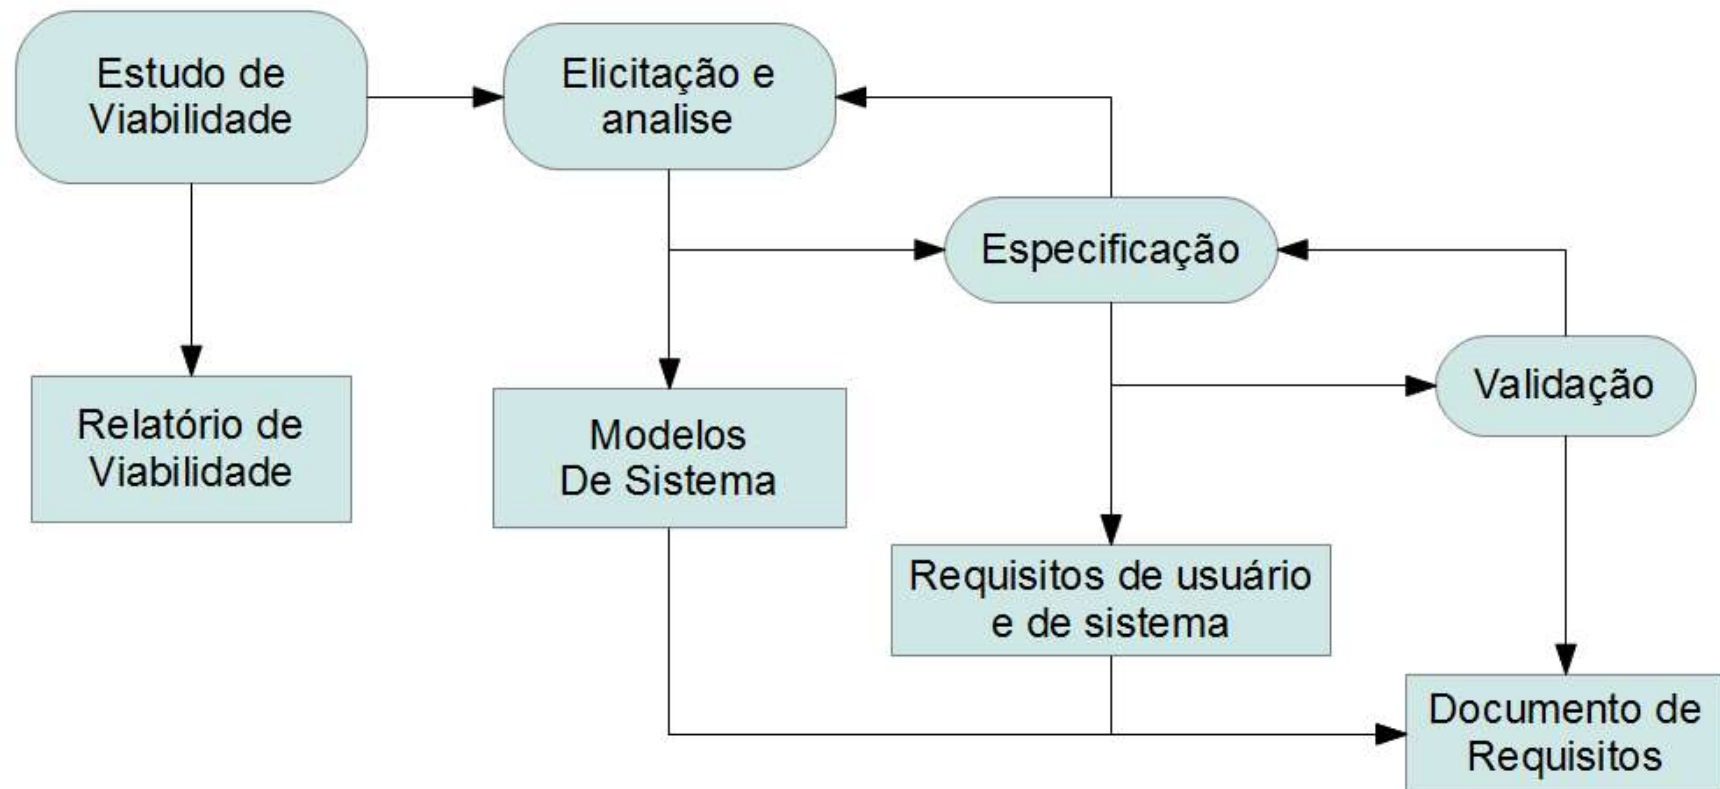 Estudo de
Viabilidade
Elicitação e
analise
Especificação
Validação
Relatório de
Viabilidade
Modelos
De Sistema
Requisitos de usuário
e de sistema
Documento de
Requisitos